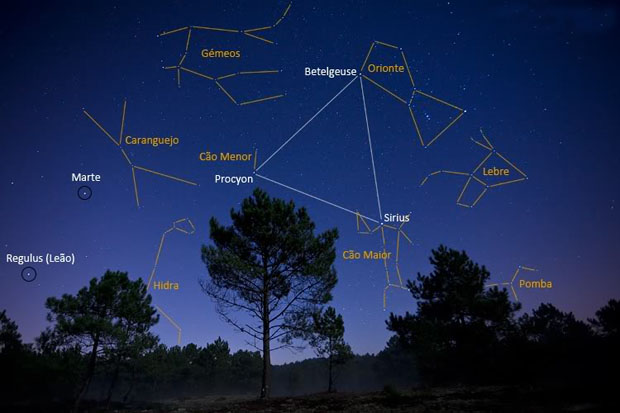 Gémeos
Betelgeuse
Orionte
Caranguejo
Cão Menor
Procyon
Lebre
Marte
Sirius
Regulus (Leão)
Cão Maior
Hidra
Pomba